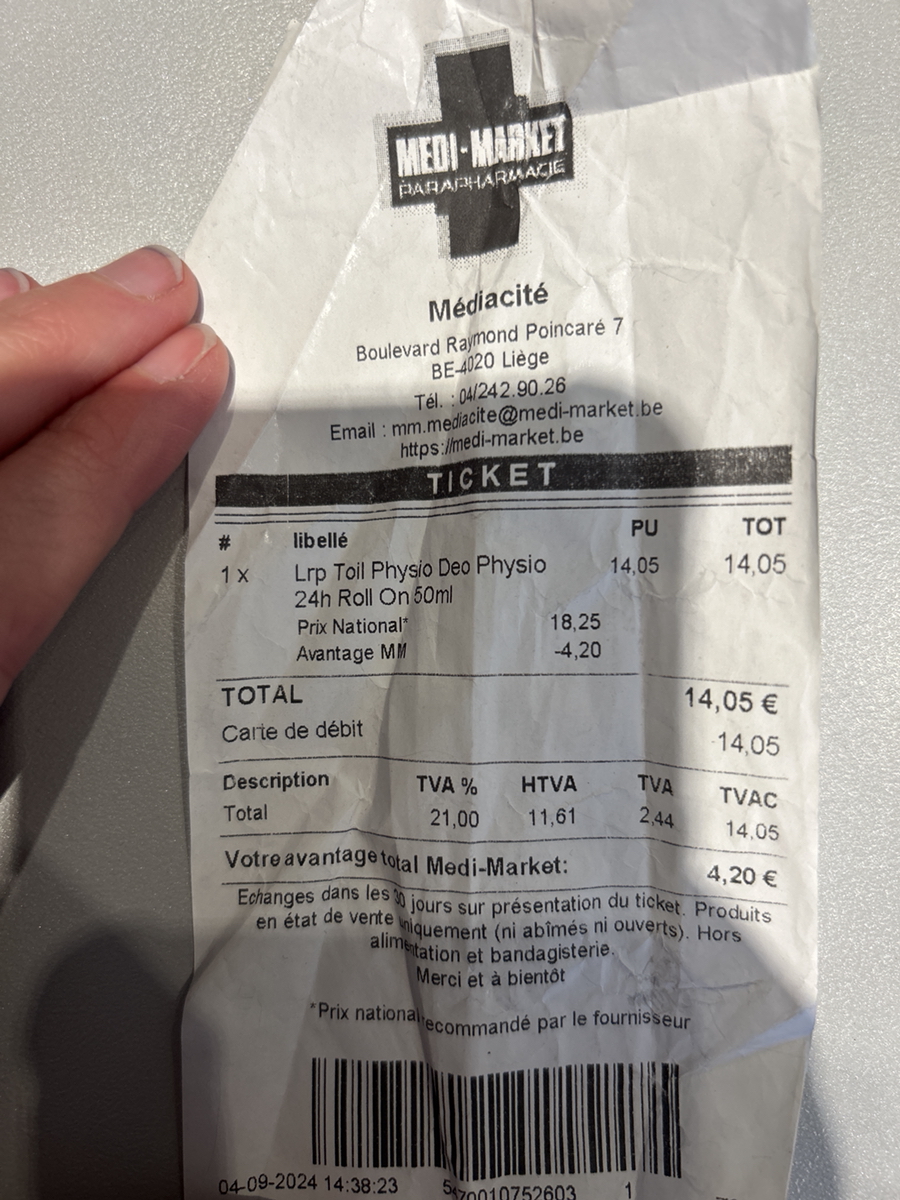 MEDI-MARKET
PARAPHARMACIE
Médiacité
Boulevard Raymond Poincaré 7
BE-4020 Liège
Tél. : 04/242.90.26
Email : mm.mediacite@medi-market.be
https://medi-market.be
TICKET
# libellé PU TOT
1 x Lrp Toil Physio Deo Physio 14,05 14,05
24h Roll On 50ml
Prix National* 18,25
Avantage MM -4,20
TOTAL 14,05 €
Carte de débit 14,05
Description TVA % HTVA TVA TVAC
Total 21,00 11,61 2,44 14,05
Votre avantage total Medi-Market: 4,20 €
Echanges dans les 30 jours sur présentation du ticket. Produits
en état de vente uniquement (ni abîmés ni ouverts). Hors
alimentation et bandagisterie.
Merci et à bientôt
*Prix national recommandé par le fournisseur
04-09-2024 14:38:23 1